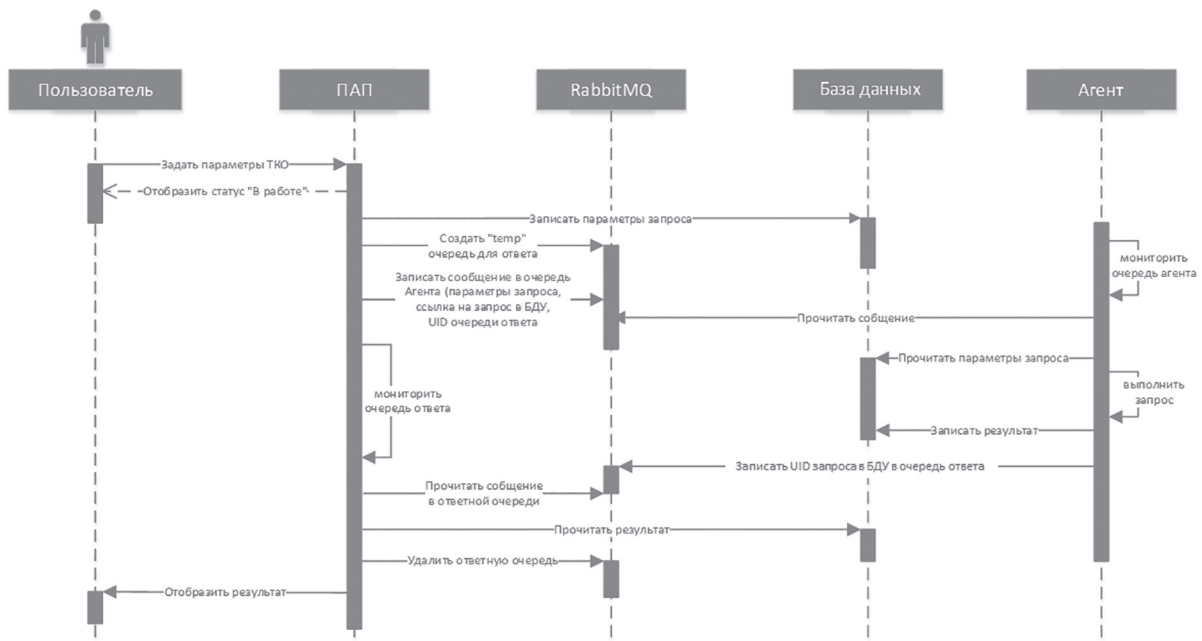 Пользователь
ПАП
RabbitMQ
База данных
Агент
Задать параметры ТКО
Отобразить статус "В работе"
Записать параметры запроса
Создать "temp"
очередь для ответа
мониторить
очередь агента
Записать сообщение в очередь
Агента (параметры запроса,
ссылка на запрос в БДУ,
UID очереди ответа
Прочитать собщение
Прочитать параметры запроса
выполнить
запрос
мониторить
очередь ответа
Записать результат
Записать UID запроса в БДУ в очередь ответа
Прочитать собщение
в ответной очереди
Прочитать результат
Удалить ответную очередь
Отобразить результат